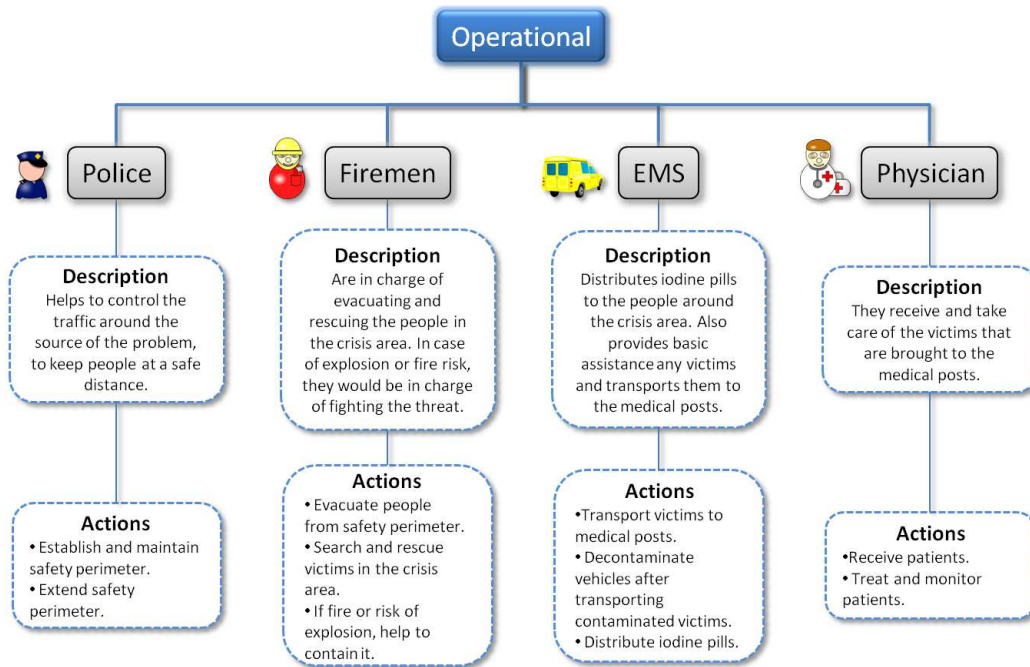 Operational
Police
Firemen
EMS
Physician
Description
Helps to control the
traffic around the
source of the problem,
to keep people at a safe
distance.
Description
Are in charge of
evacuating and
rescuing the people in
the crisis area. In case
of explosion or fire risk,
they would be in charge
of fighting the threat.
Description
Distributes iodine pills
to the people around
the crisis area. Also
provides basic
assistance any victims
and transports them to
the medical posts.
Description
They receive and take
care of the victims that
are brought to the
medical posts.
Actions
• Establish and maintain
safety perimeter.
• Extend safety
perimeter.
Actions
• Evacuate people
from safety perimeter.
• Search and rescue
victims in the crisis
area.
• If fire or risk of
explosion, help to
contain it.
Actions
•Transport victims to
medical posts.
• Decontaminate
vehicles after
transporting
contaminated victims.
• Distribute iodine pills.
Actions
•Receive patients.
• Treat and monitor
patients.